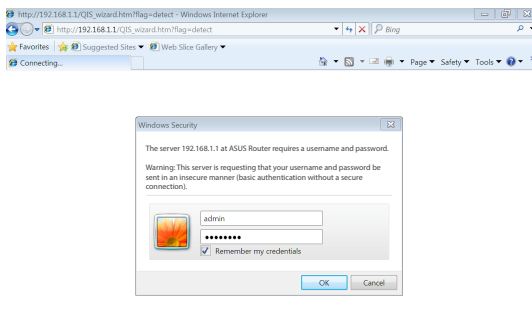 http://192.168.1.1/QIS_wizard.htm?flag=detect - Windows Internet Explorer
http://192.168.1.1/QIS_wizard.htm?flag=detect
Bing
Favorites Suggested Sites Web Slice Gallery
Connecting... Page Safety Tools
Windows Security
The server 192.168.1.1 at ASUS Router requires a username and password.
Warning: This server is requesting that your username and password be
sent in an insecure manner (basic authentication without a secure
connection).
admin
••••••••
Remember my credentials
OK Cancel